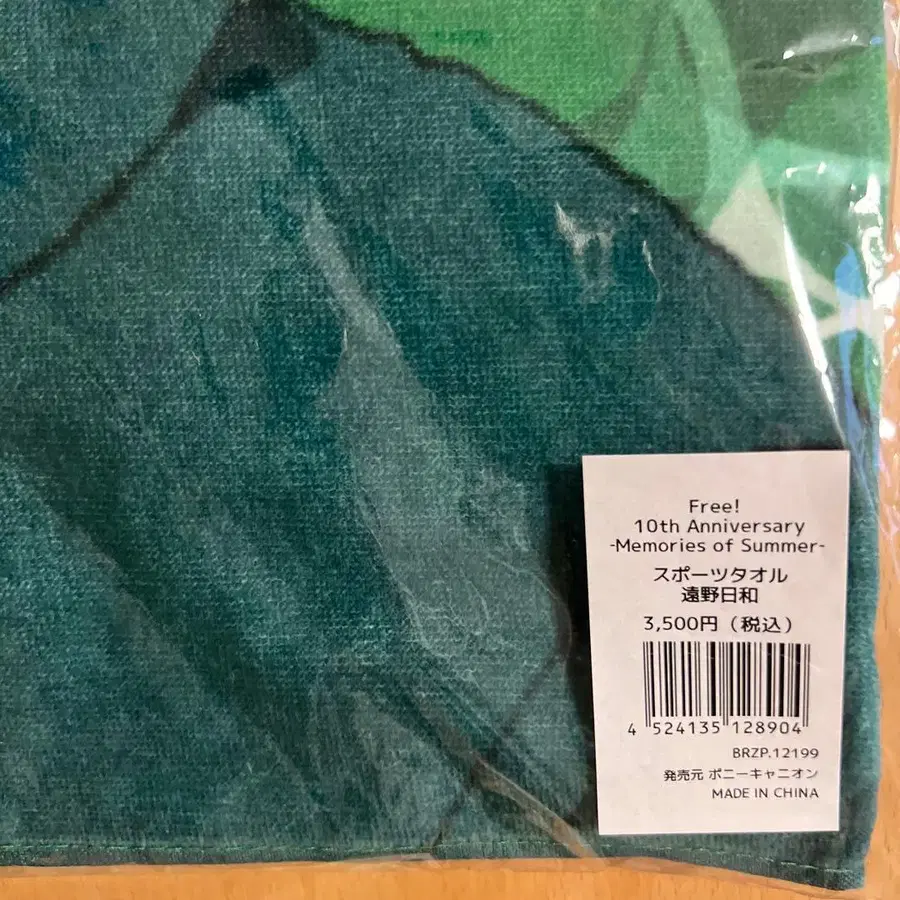 Free!
10th Anniversary
-Memories of Summer-
スポーツタオル
遠野日和
3,500円（税込）
4 524135 128904
BRZP.12199
発売元 ポニーキャニオン
MADE IN CHINA